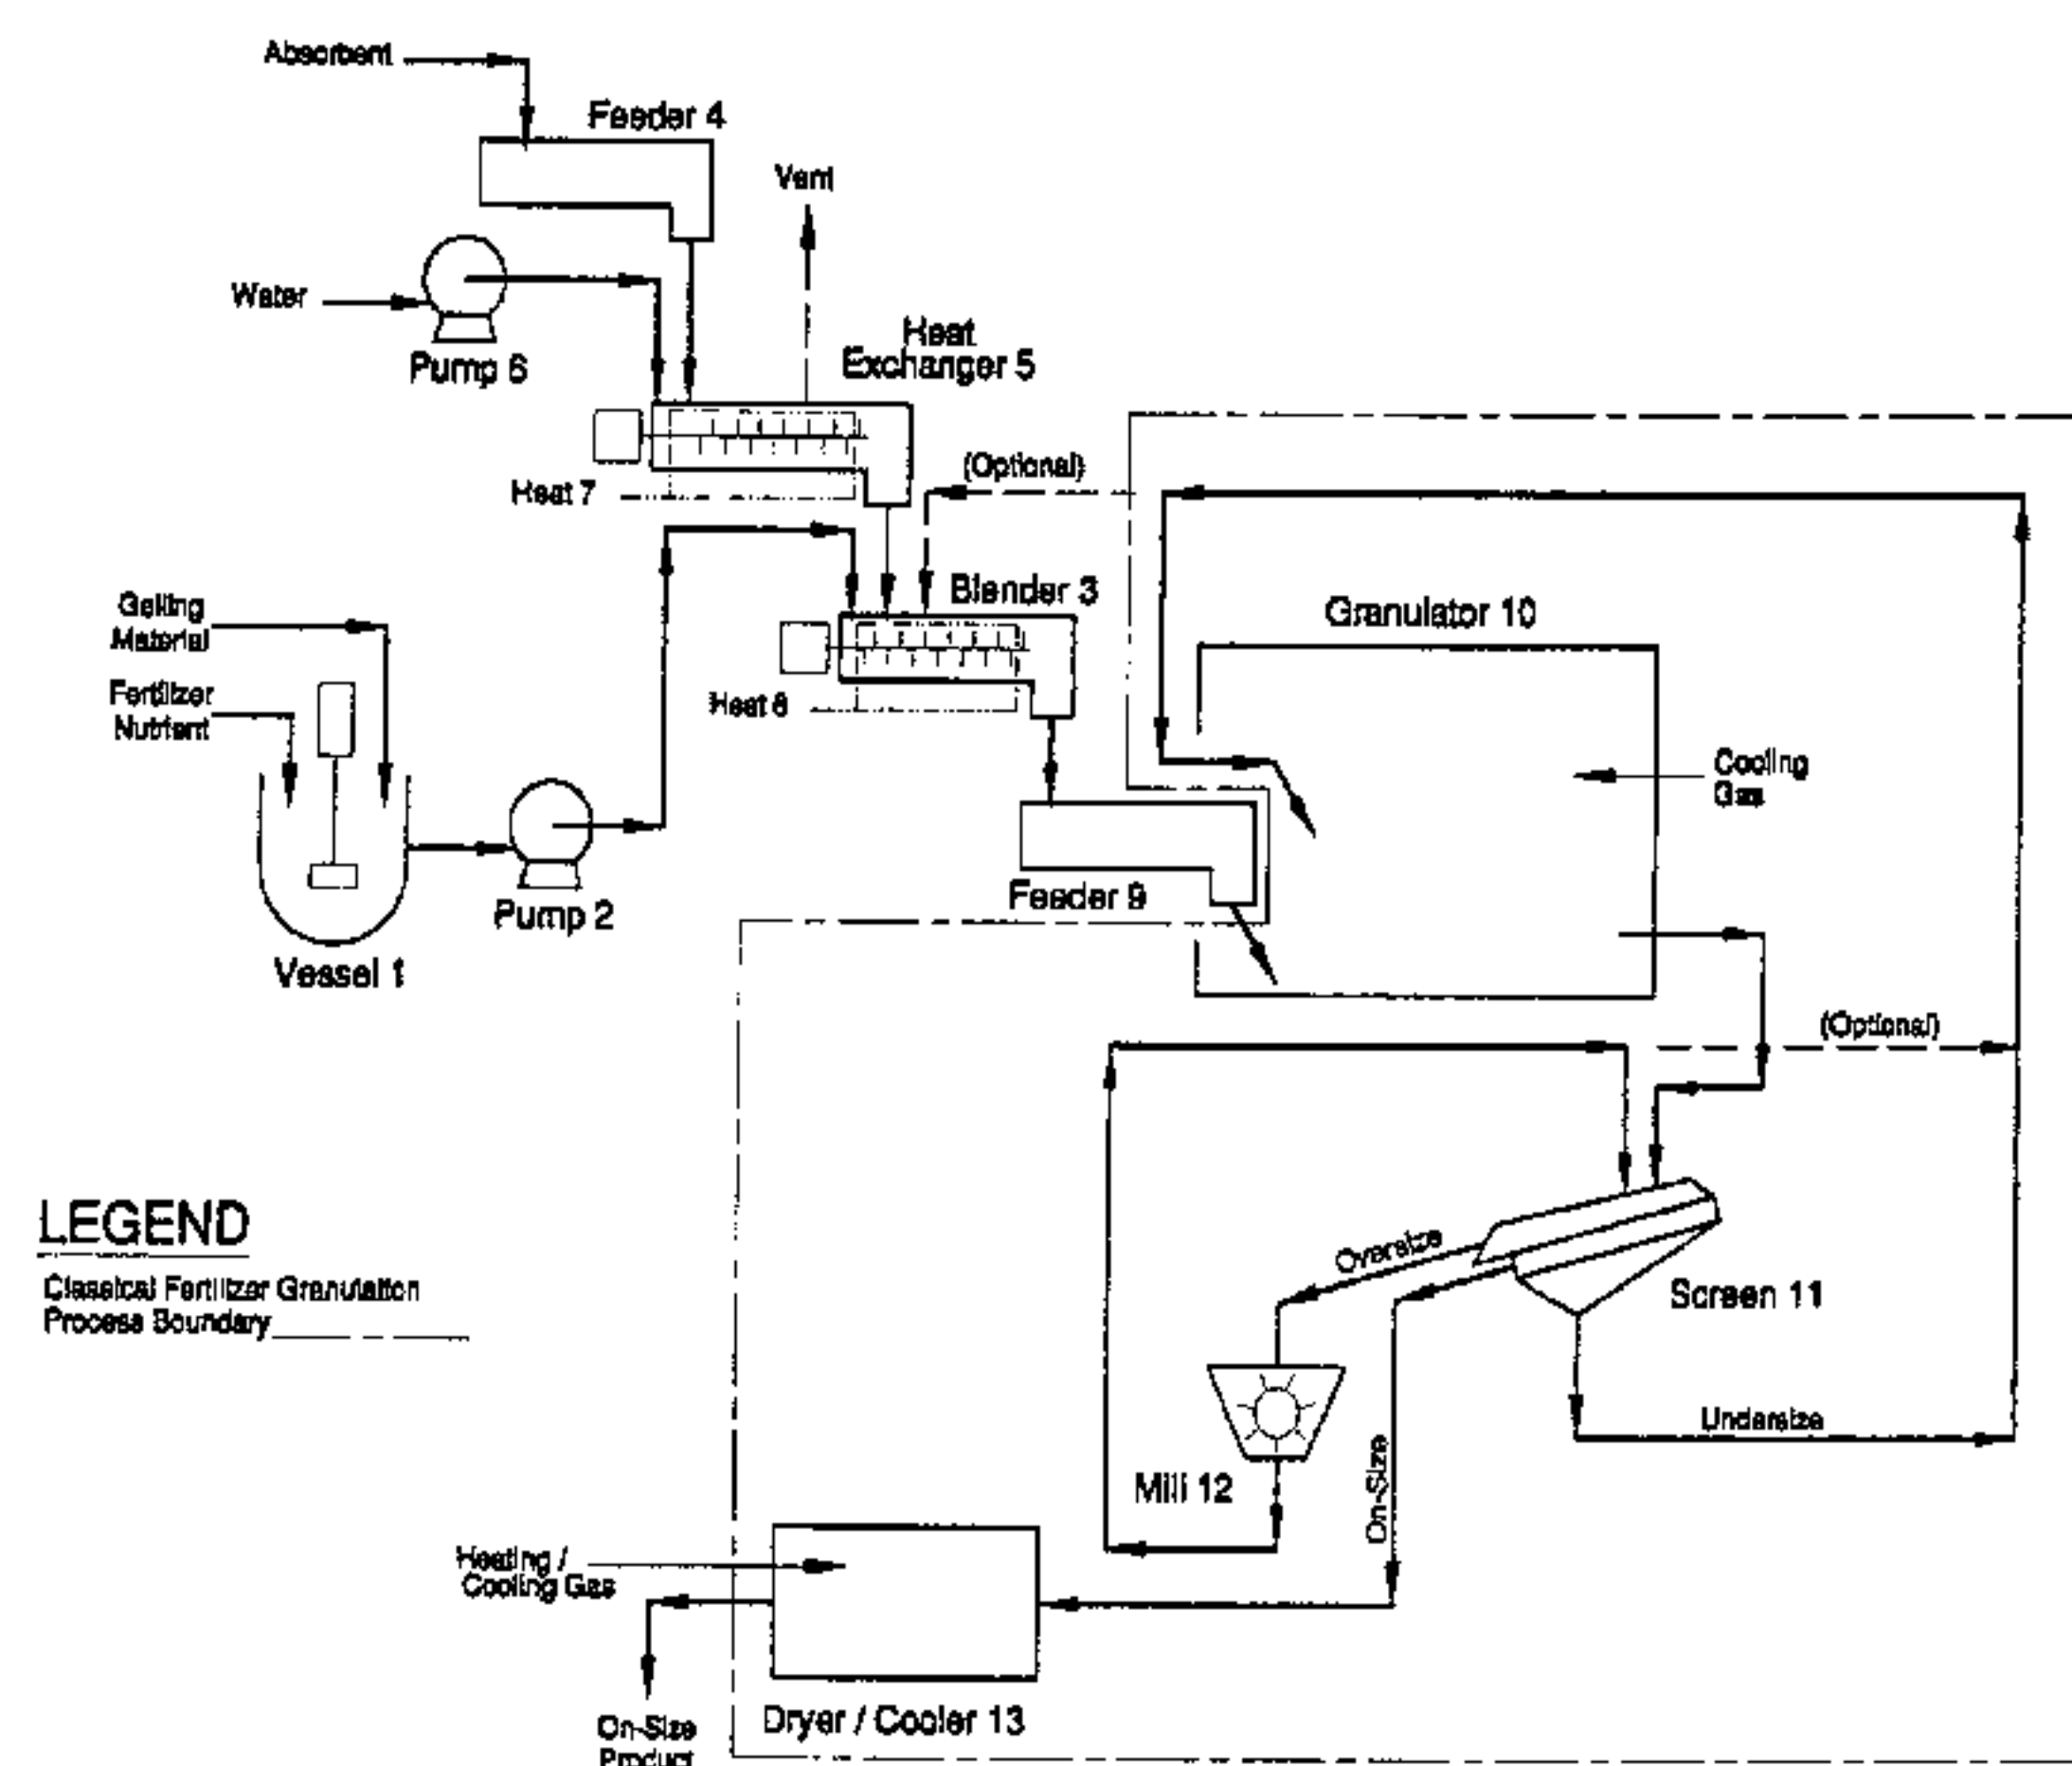 Absorbent
Feeder 4
Vent
Water
Pump 6
Heat
Exchanger 5
Heat 7
(Optional)
Blender 3
Gelling
Material
Fertilizer
Nutrient
Heat 8
Granulator 10
Cooling
Gas
Feeder 9
Pump 2
Vessel 1
(Optional)
LEGEND
Classical Fertilizer Granulation
Process Boundary
Oversize
Screen 11
Undersize
On-Size
Mill 12
Heating /
Cooling Gas
Dryer / Cooler 13
On-Size
Product